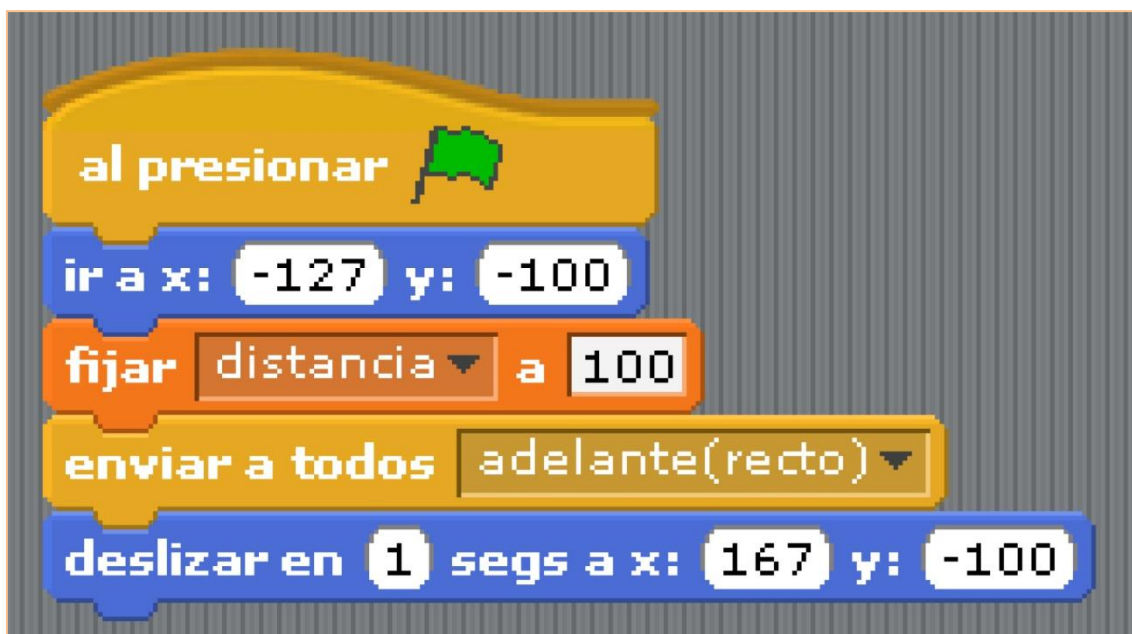 al presionar
ir a x: -127 y: -100
fijar distancia a 100
enviar a todos adelante(recto)
deslizar en 1 segs a x: 167 y: -100